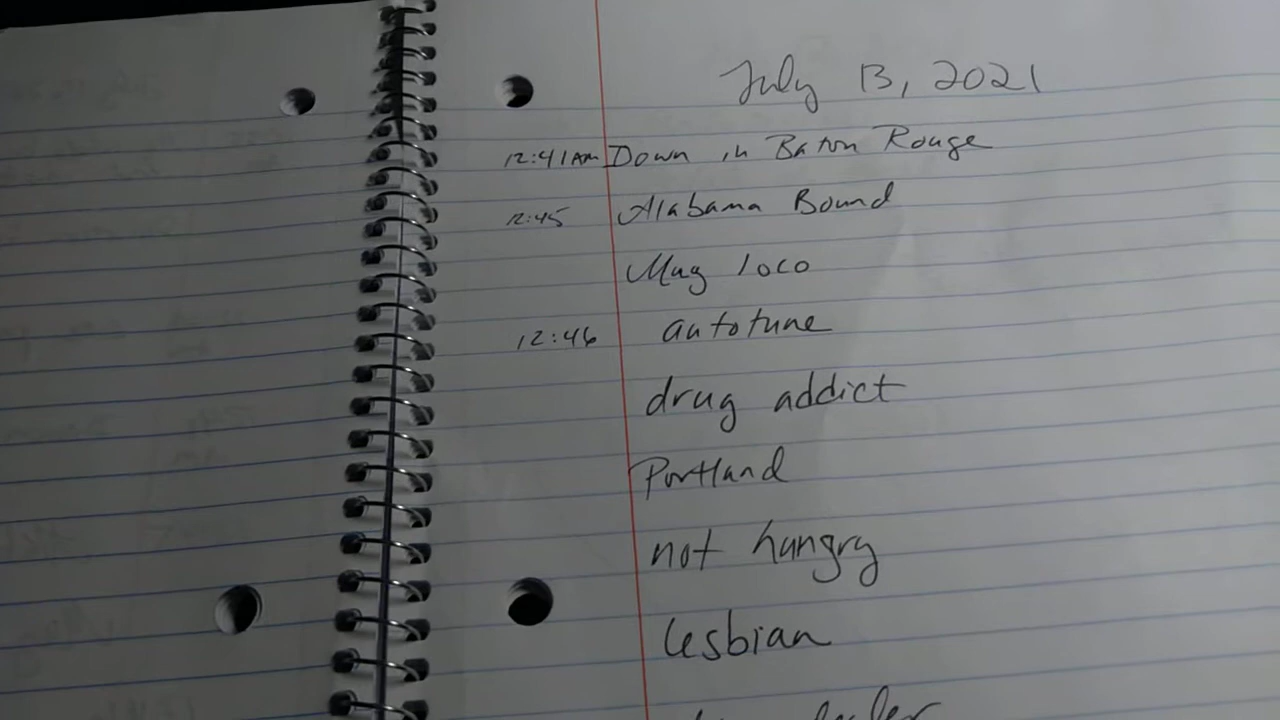 July 13, 2021
12:41AM Down in Baton Rouge
12:45 Alabama Bound
Muy loco
12:46 autotune
drug addict
Portland
not hungry
lesbian